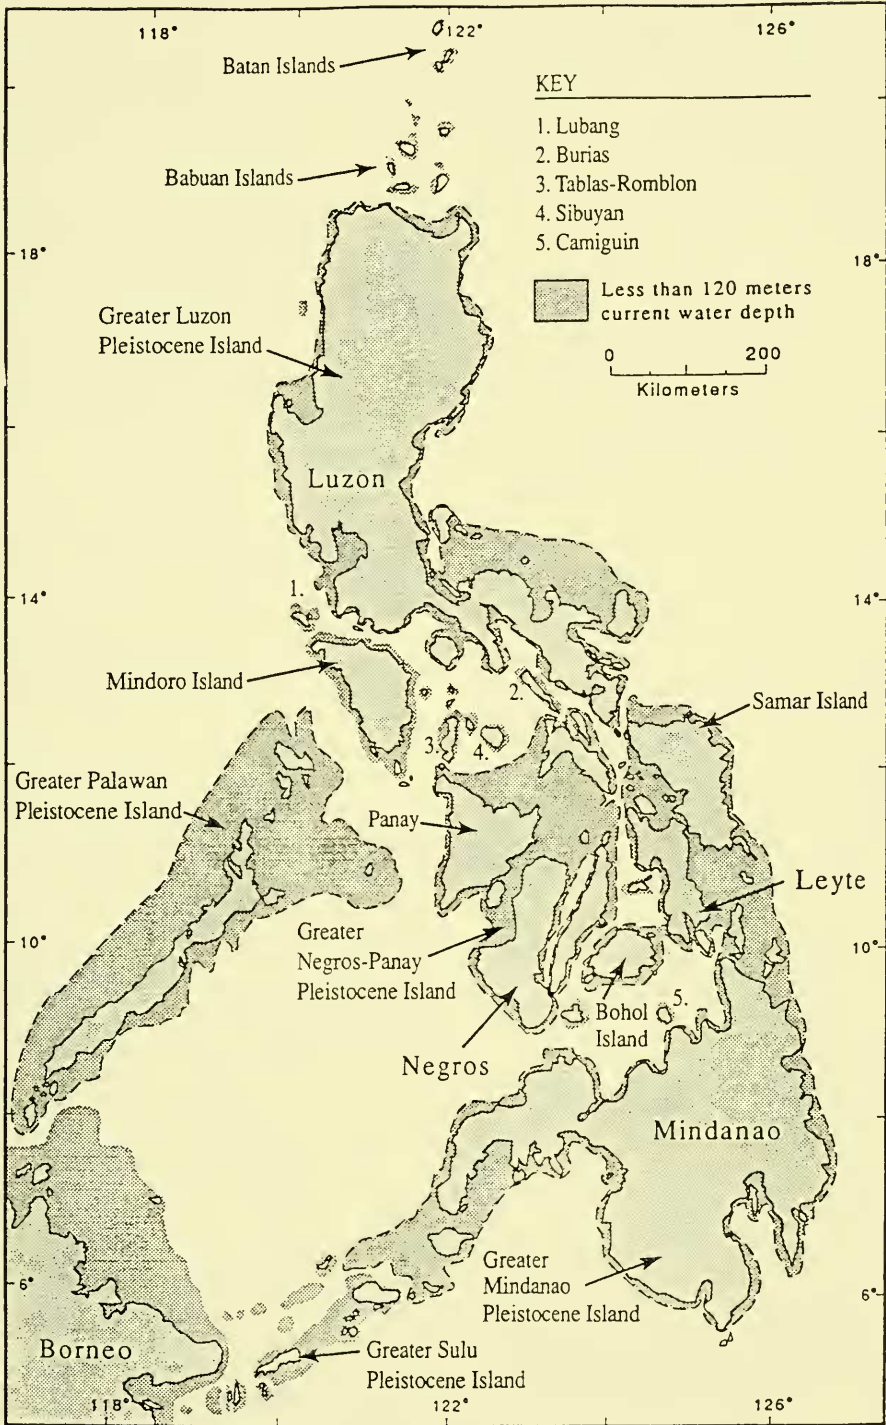 118°
122°
126°
Batan Islands
KEY
1. Lubang
2. Burias
3. Tablas-Romblon
4. Sibuyan
5. Camiguin
Babuan Islands
18°
18°
Less than 120 meters
current water depth
0 200
Kilometers
Greater Luzon
Pleistocene Island
Luzon
14°
1.
14°
Mindoro Island
2.
Samar Island
3.
4.
Greater Palawan
Pleistocene Island
Panay
Leyte
10°
Greater
Negros-Panay
Pleistocene Island
10°
Bohol
Island
5.
Negros
Mindanao
6°
Greater
Mindanao
Pleistocene Island
6°
Borneo
Greater Sulu
Pleistocene Island
118°
122°
126°